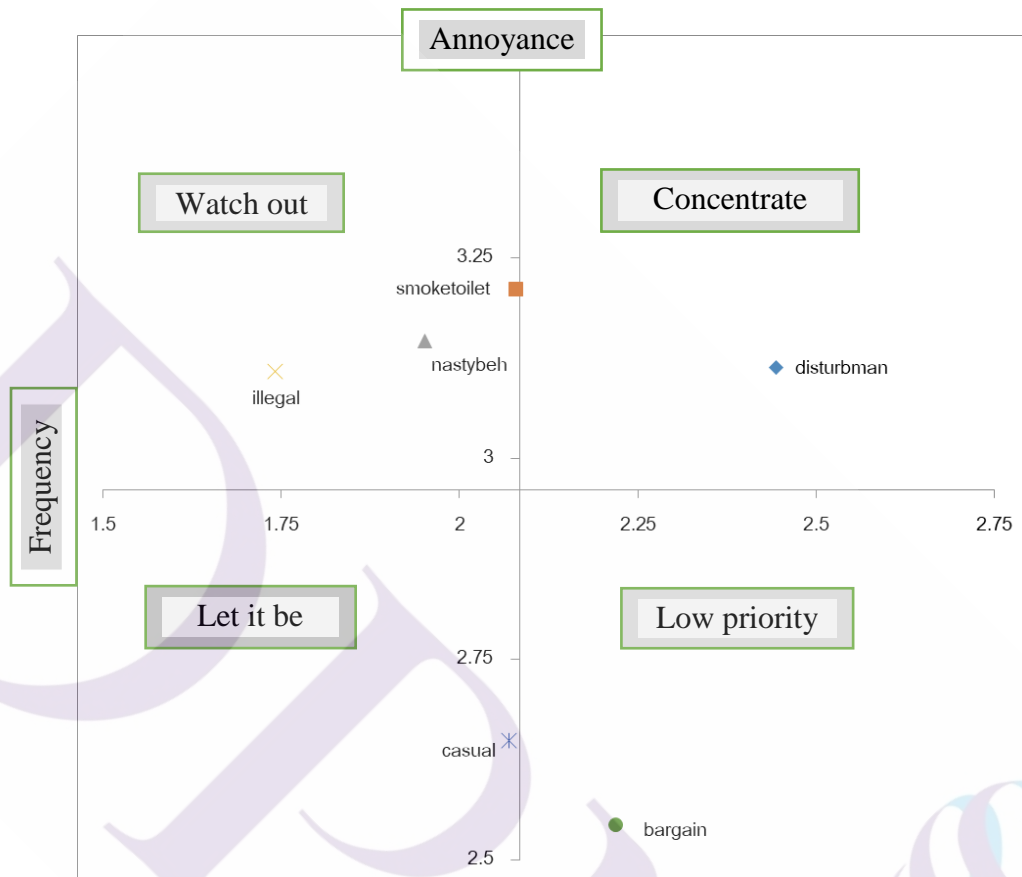 Annoyance
Watch out
Concentrate
3.25
smoketoilet
nastybeh
disturbman
illegal
Frequency
3
1.5
1.75
2
2.25
2.5
2.75
Let it be
Low priority
2.75
casual
bargain
2.5